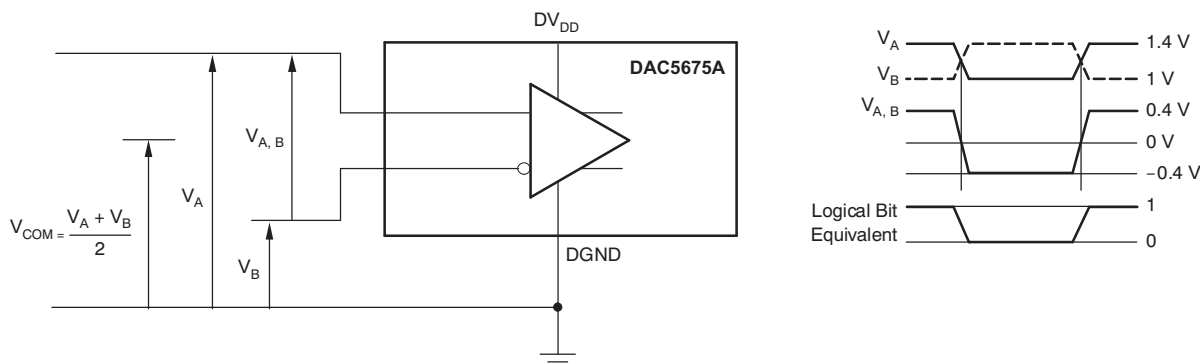 DV_DD
DAC5675A
V_A, B
V_A
V_COM = (V_A + V_B) / 2
V_B
DGND
V_A
1.4 V
V_B
1 V
V_A, B
0.4 V
0 V
−0.4 V
Logical Bit
Equivalent
1
0